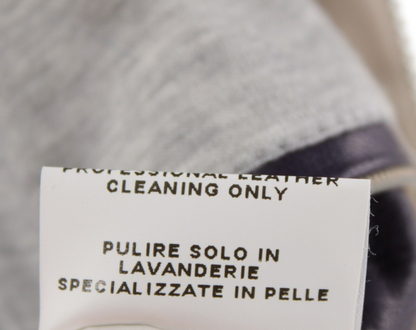 PROFESSIONAL LEATHER
CLEANING ONLY
PULIRE SOLO IN
LAVANDERIE
SPECIALIZZATE IN PELLE